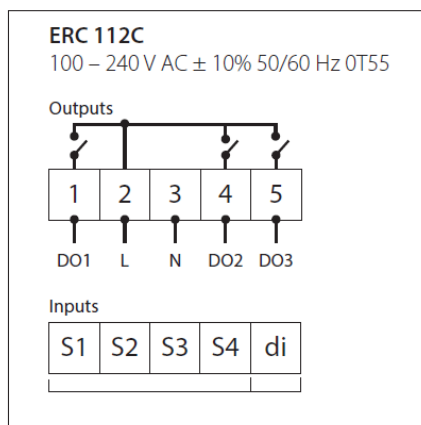 ERC 112C
100 – 240 V AC ± 10% 50/60 Hz 0T55
Outputs
1 2 3 4 5
DO1 L N DO2 DO3
Inputs
S1 S2 S3 S4 di